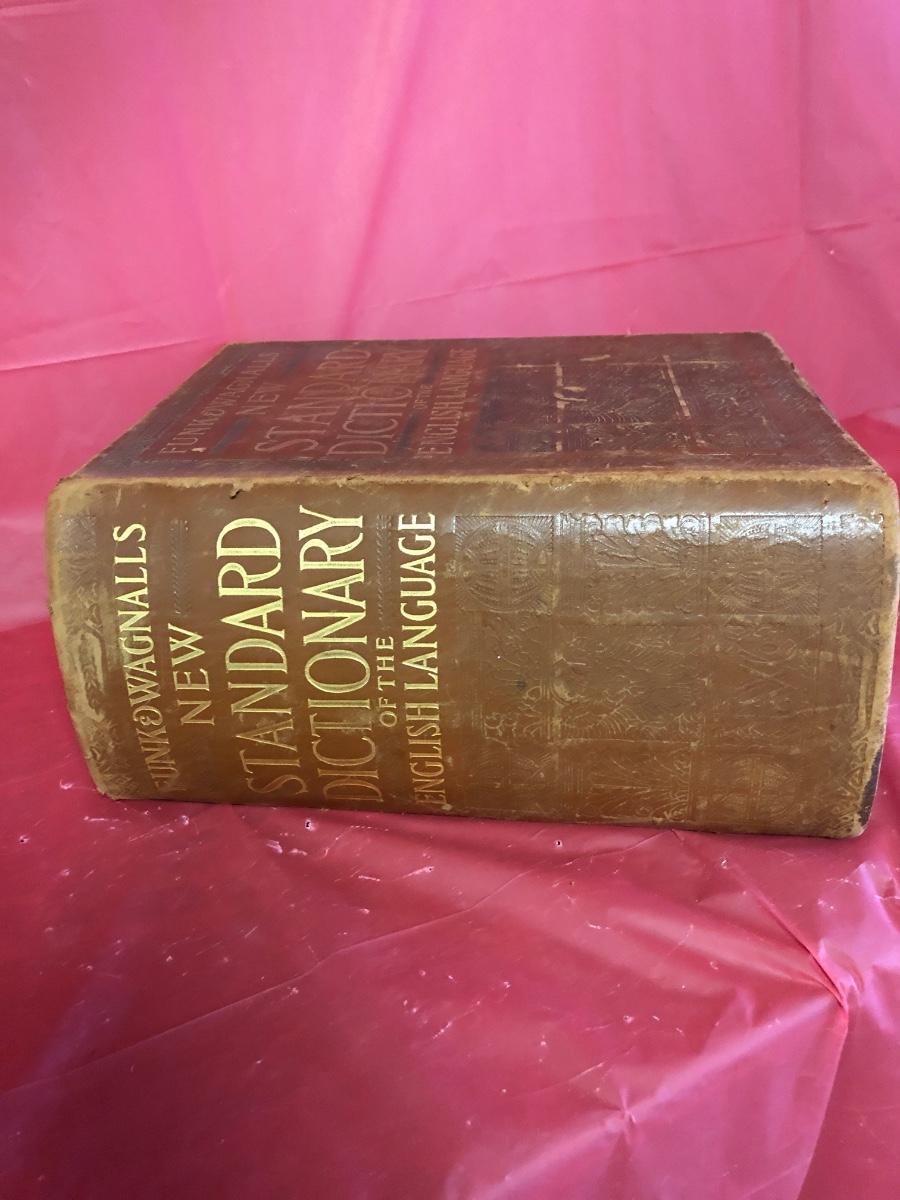 FUNK & WAGNALLS
NEW
STANDARD
DICTIONARY
OF THE
ENGLISH LANGUAGE
FUNK & WAGNALLS
NEW
STANDARD
DICTIONARY
OF THE
ENGLISH LANGUAGE